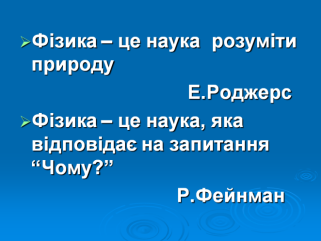 Фізика – це наука розуміти
природу
Е.Роджерс
Фізика – це наука, яка
відповідає на запитання
“Чому?”
Р.Фейнман